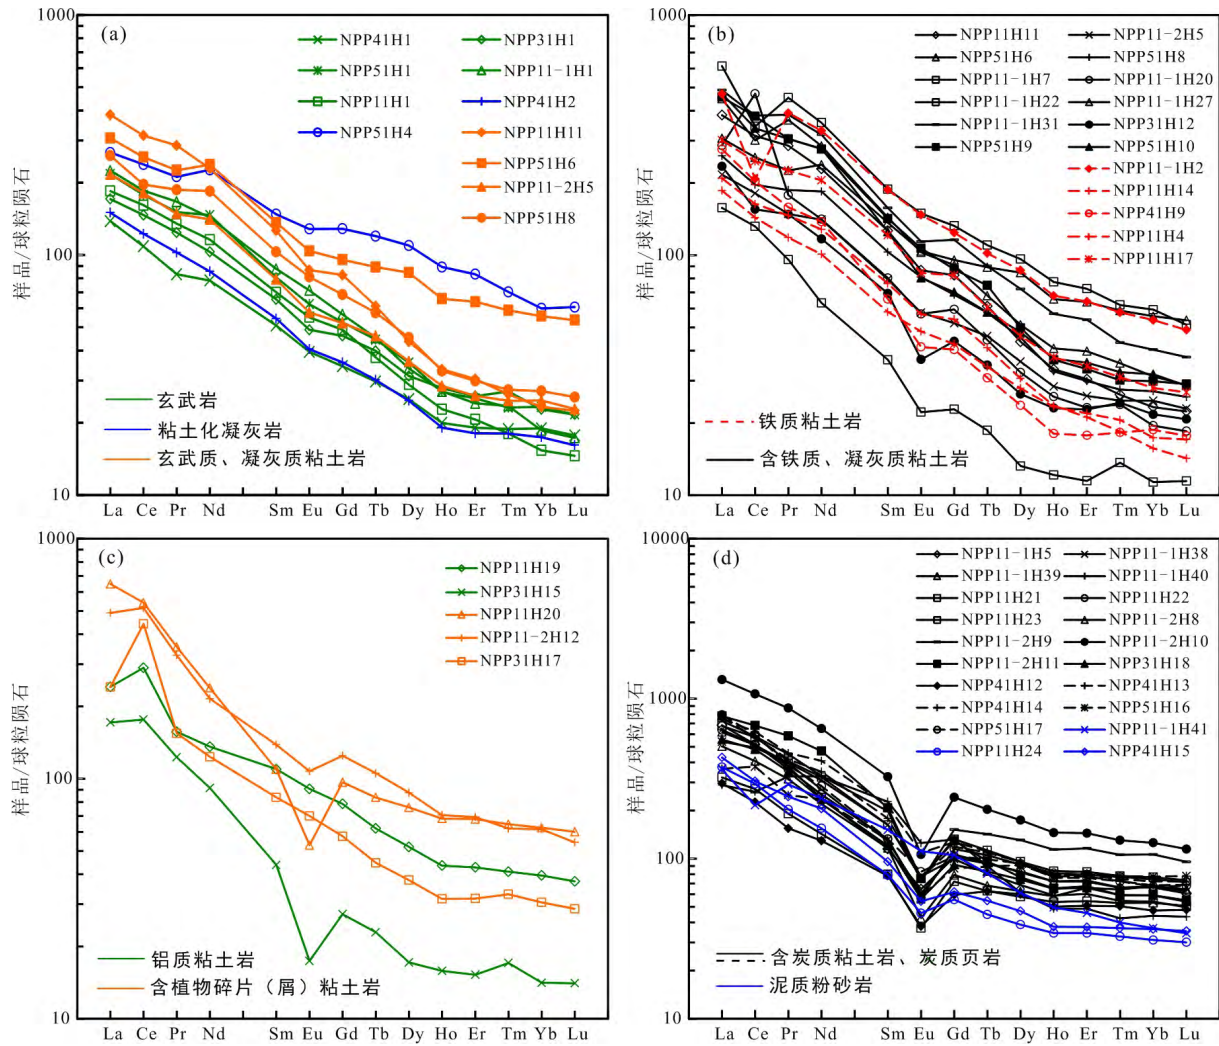 (a)
1000
100
10
样品/球粒陨石
NPP41H1
NPP31H1
NPP51H1
NPP11-1H1
NPP11H1
NPP41H2
NPP51H4
NPP11H11
NPP51H6
NPP11-2H5
NPP51H8
玄武岩
粘土化凝灰岩
玄武质、凝灰质粘土岩
La Ce Pr Nd Sm Eu Gd Tb Dy Ho Er Tm Yb Lu
(b)
1000
100
10
样品/球粒陨石
NPP11H11
NPP11-2H5
NPP51H6
NPP51H8
NPP11-1H7
NPP11-1H20
NPP11-1H22
NPP11-1H27
NPP11-1H31
NPP31H12
NPP51H9
NPP51H10
NPP11-1H2
NPP11H14
NPP41H9
NPP11H4
NPP11H17
铁质粘土岩
含铁质、凝灰质粘土岩
La Ce Pr Nd Sm Eu Gd Tb Dy Ho Er Tm Yb Lu
(c)
1000
100
10
样品/球粒陨石
NPP11H19
NPP31H15
NPP11H20
NPP11-2H12
NPP31H17
铝质粘土岩
含植物碎片（屑）粘土岩
La Ce Pr Nd Sm Eu Gd Tb Dy Ho Er Tm Yb Lu
(d)
10000
1000
100
10
样品/球粒陨石
NPP11-1H5
NPP11-1H38
NPP11-1H39
NPP11-1H40
NPP11H21
NPP11H22
NPP11H23
NPP11-2H8
NPP11-2H9
NPP11-2H10
NPP11-2H11
NPP31H18
NPP41H12
NPP41H13
NPP41H14
NPP51H16
NPP51H17
NPP11-1H41
NPP11H24
NPP41H15
含炭质粘土岩、炭质页岩
泥质粉砂岩
La Ce Pr Nd Sm Eu Gd Tb Dy Ho Er Tm Yb Lu